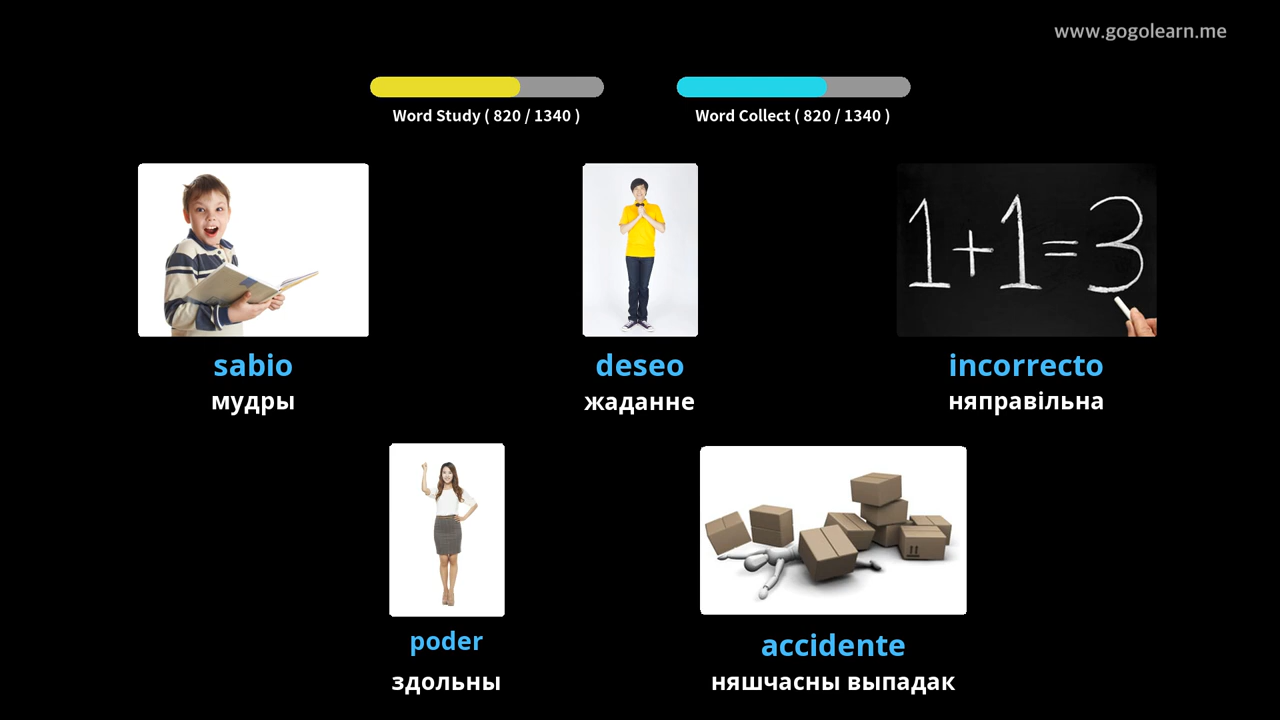 www.gogolearn.me
Word Study ( 820 / 1340 )
Word Collect ( 820 / 1340 )
1+1=3
sabio
мудры
deseo
жаданне
incorrecto
няправільна
poder
здольны
accidente
няшчасны выпадак